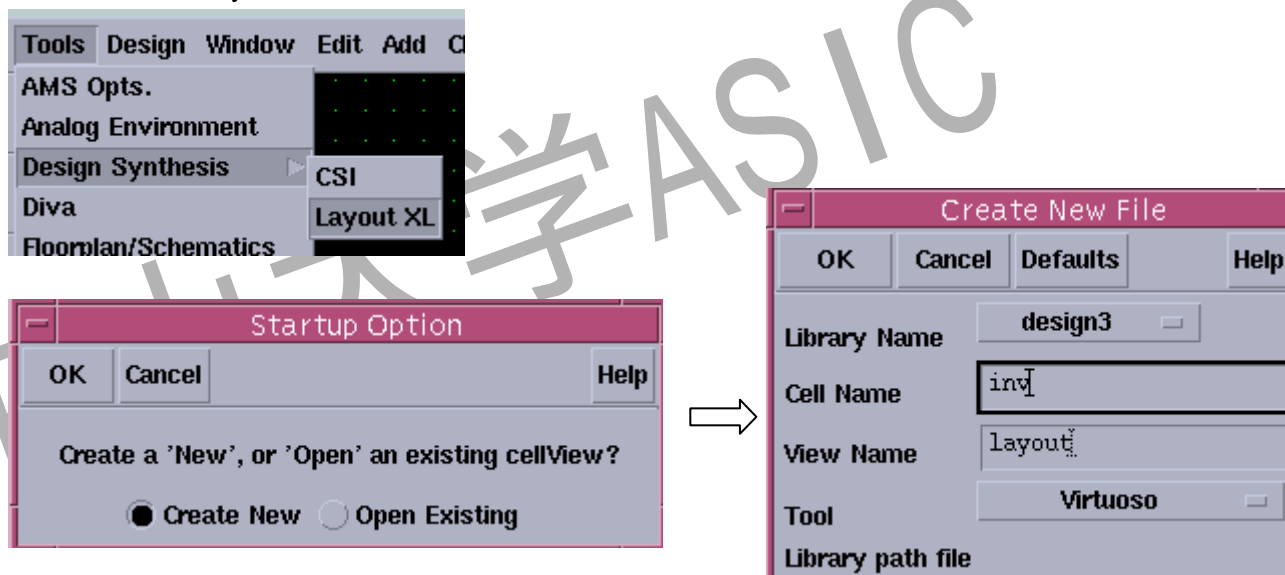 Tools Design Window Edit Add
AMS Opts.
Analog Environment
Design Synthesis
CSI
Diva
Layout XL
Floorplan/Schematics
Startup Option
OK Cancel Help
Create a 'New', or 'Open' an existing cellView?
Create New Open Existing
Create New File
OK Cancel Defaults Help
Library Name design3
Cell Name inv
View Name layout
Tool Virtuoso
Library path file
大学ASIC